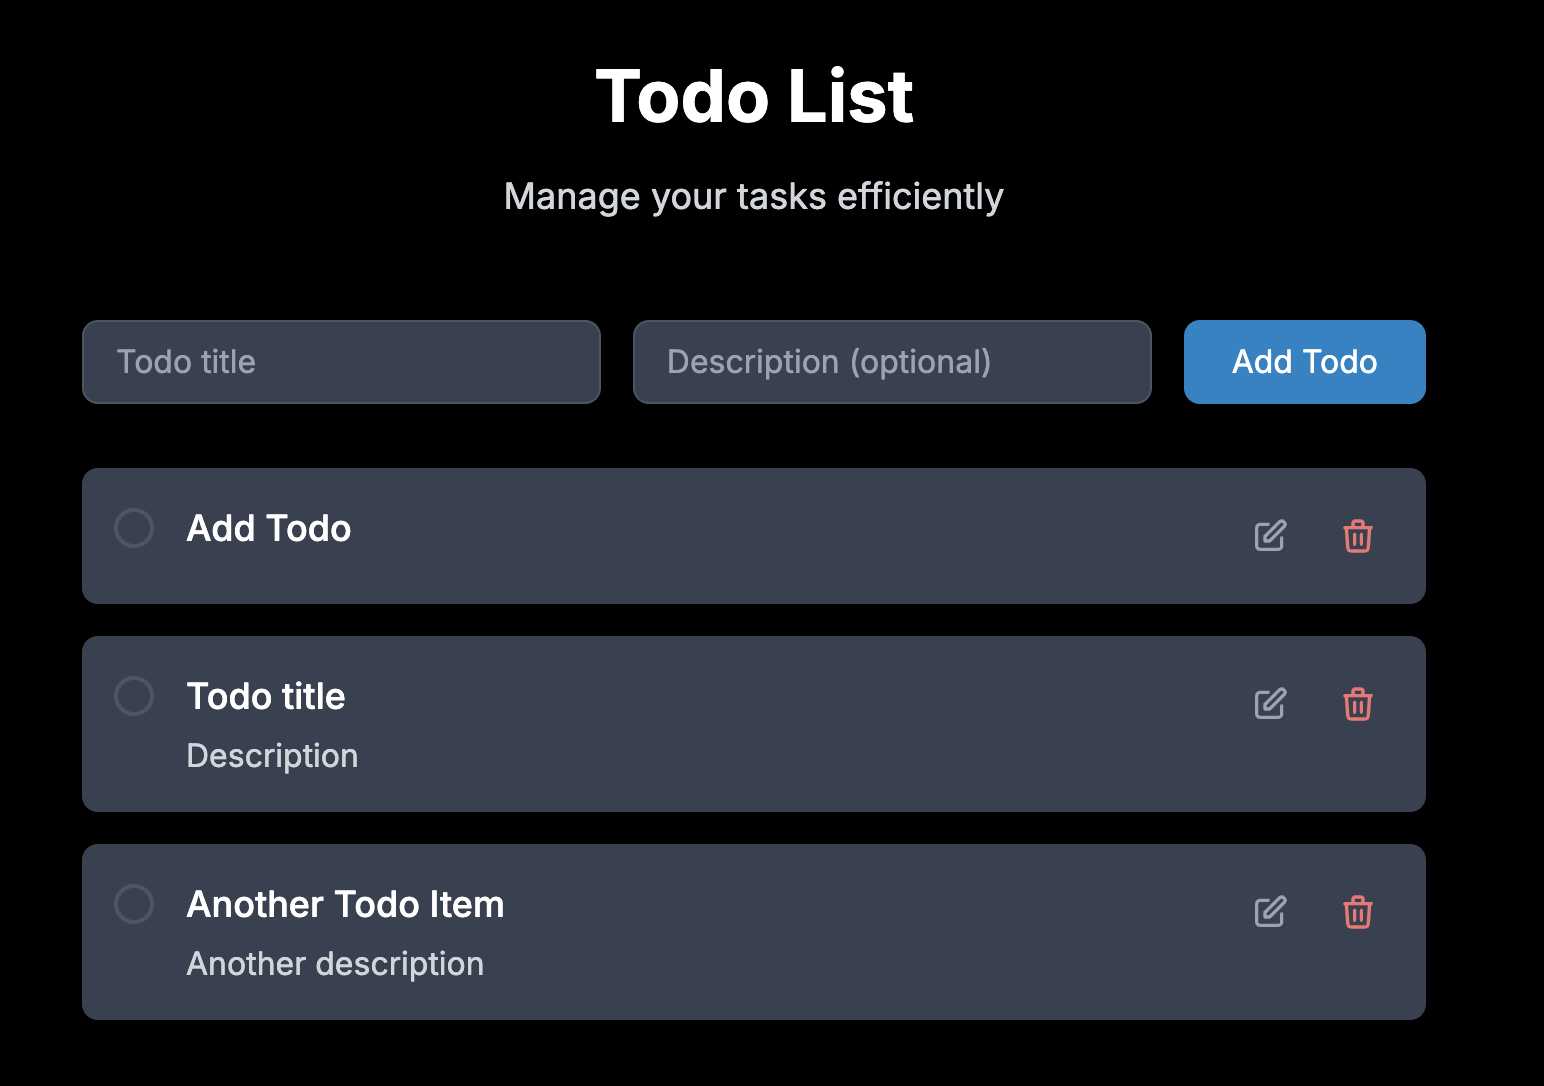 Todo List
Manage your tasks efficiently
Todo title
Description (optional)
Add Todo
Add Todo
Todo title
Description
Another Todo Item
Another description